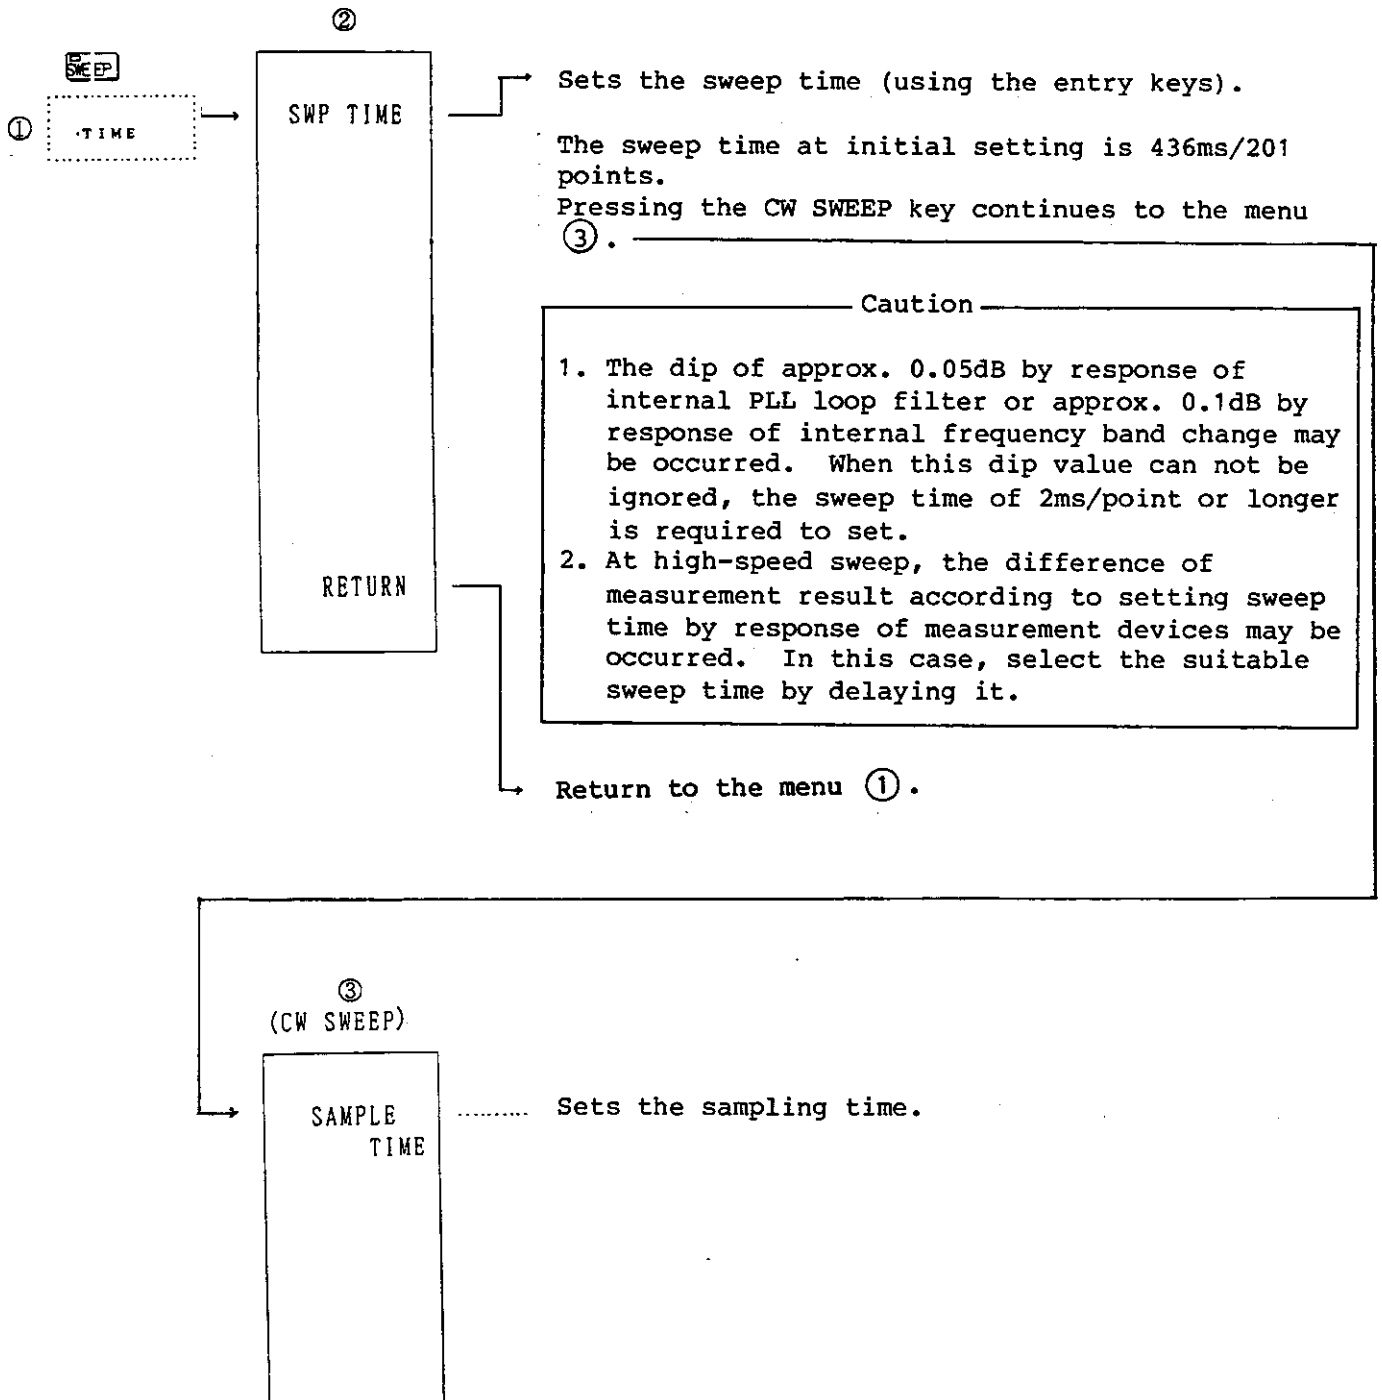 ②
SWEEP
① ·TIME
SWP TIME
Sets the sweep time (using the entry keys).
The sweep time at initial setting is 436ms/201
points.
Pressing the CW SWEEP key continues to the menu
③.
Caution
1. The dip of approx. 0.05dB by response of
internal PLL loop filter or approx. 0.1dB by
response of internal frequency band change may
be occurred. When this dip value can not be
ignored, the sweep time of 2ms/point or longer
is required to set.
2. At high-speed sweep, the difference of
measurement result according to setting sweep
time by response of measurement devices may be
occurred. In this case, select the suitable
sweep time by delaying it.
RETURN
Return to the menu ①.
③
(CW SWEEP)
SAMPLE
TIME
Sets the sampling time.